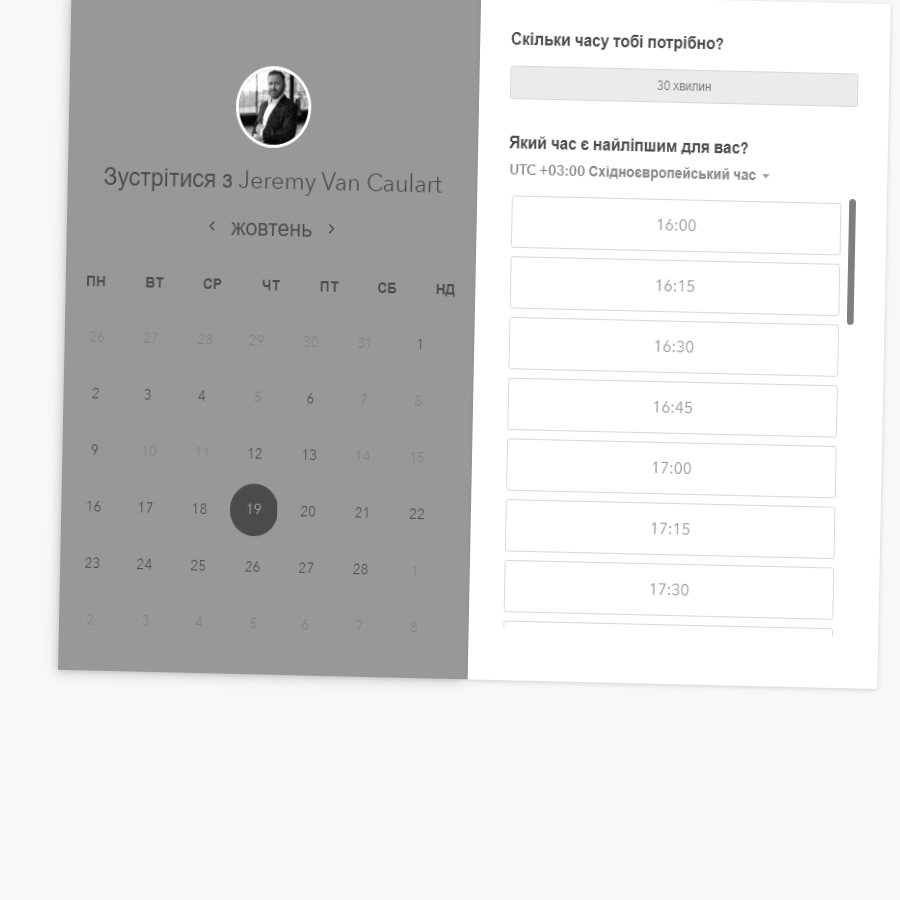 Зустрітися з Jeremy Van Caulart
жовтень
ПН ВТ СР ЧТ ПТ СБ НД
26 27 28 29 30 31 1
2 3 4 5 6 7 8
9 10 11 12 13 14 15
16 17 18 19 20 21 22
23 24 25 26 27 28 1
2 3 4 5 6 7 8
Скільки часу тобі потрібно?
30 хвилин
Який час є найліпшим для вас?
UTC +03:00 Східноєвропейський час
16:00
16:15
16:30
16:45
17:00
17:15
17:30